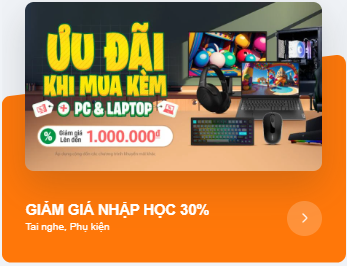 ƯU ĐÃI
KHI MUA KÈM
PC & LAPTOP
Giảm giá
Lên đến
1.000.000đ
GIẢM GIÁ NHẬP HỌC 30%
Tai nghe, Phụ kiện